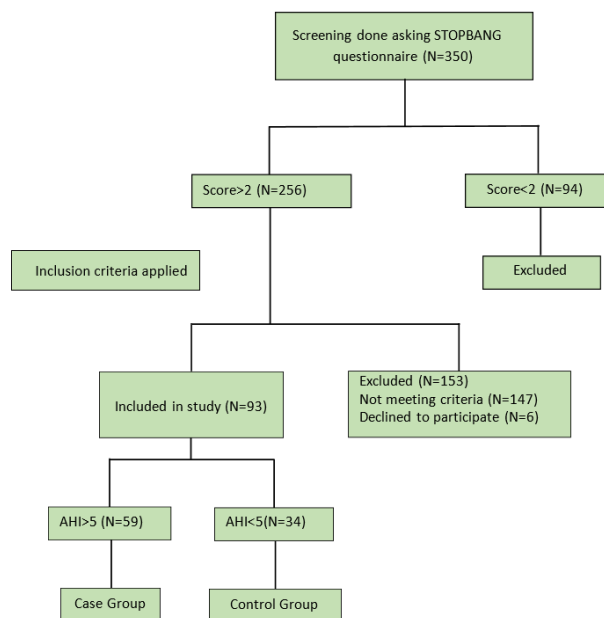 Screening done asking STOPBANG
questionnaire (N=350)
Score>2 (N=256)
Score<2 (N=94)
Inclusion criteria applied
Excluded
Included in study (N=93)
Excluded (N=153)
Not meeting criteria (N=147)
Declined to participate (N=6)
AHI>5 (N=59)
AHI<5(N=34)
Case Group
Control Group